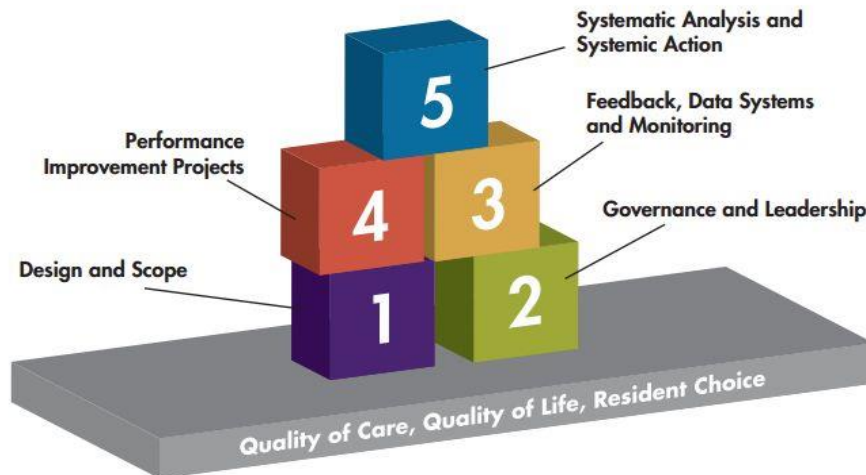 Systematic Analysis and
Systemic Action
5
Feedback, Data Systems
and Monitoring
Performance
Improvement Projects
4
3
Governance and Leadership
Design and Scope
1
2
Quality of Care, Quality of Life, Resident Choice